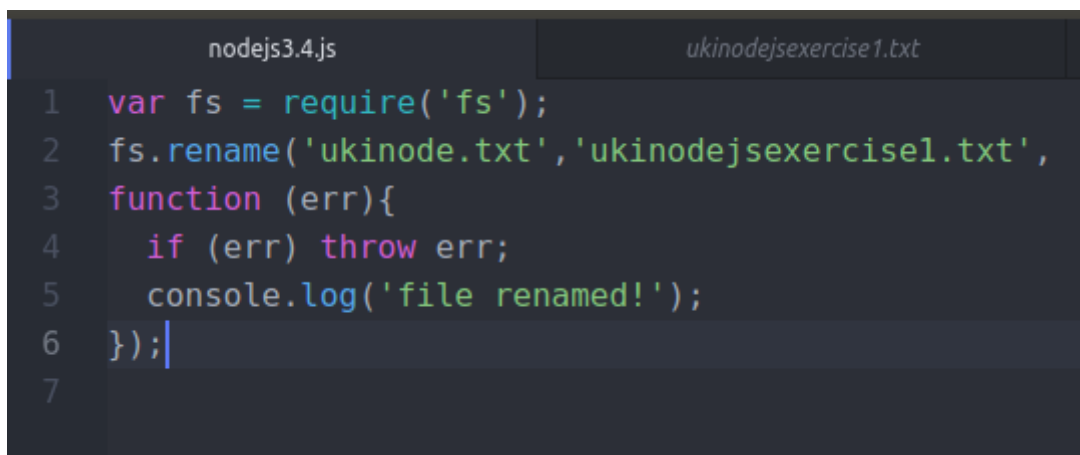 nodejs3.4.js ukinodejsexercise1.txt
1 var fs = require('fs');
2 fs.rename('ukinode.txt','ukinodejsexercise1.txt',
3 function (err){
4   if (err) throw err;
5   console.log('file renamed!');
6 });
7